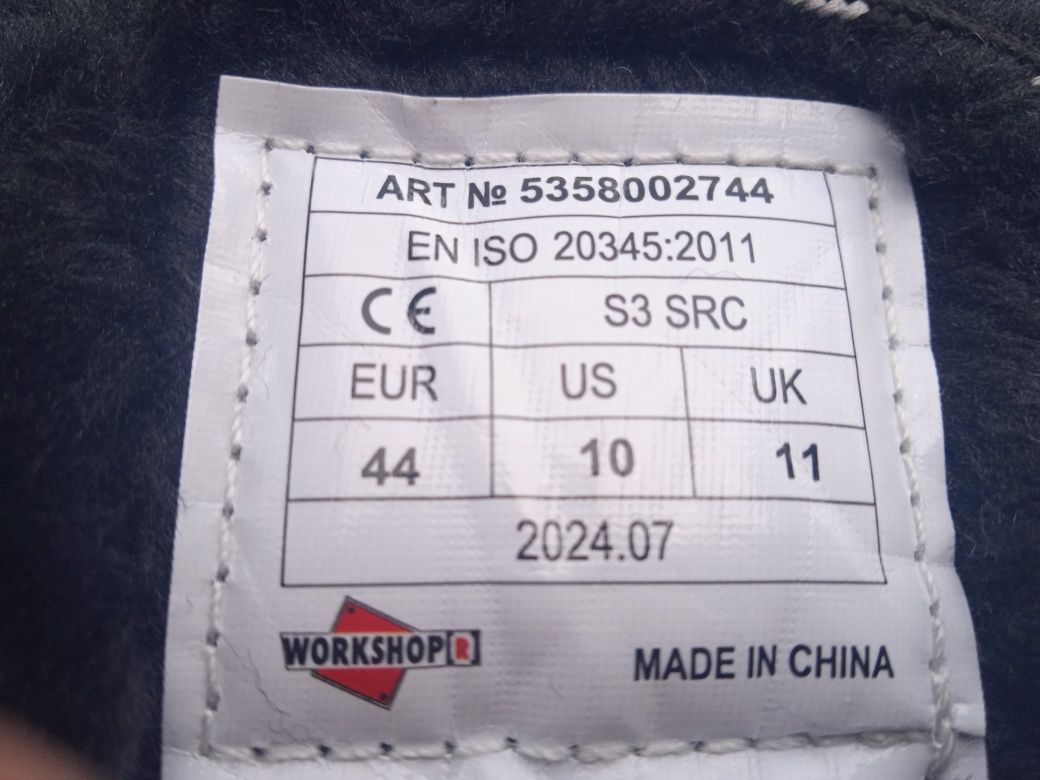 ART № 5358002744
EN ISO 20345:2011
CE S3 SRC
EUR US UK
44 10 11
2024.07
WORKSHOP[R] MADE IN CHINA